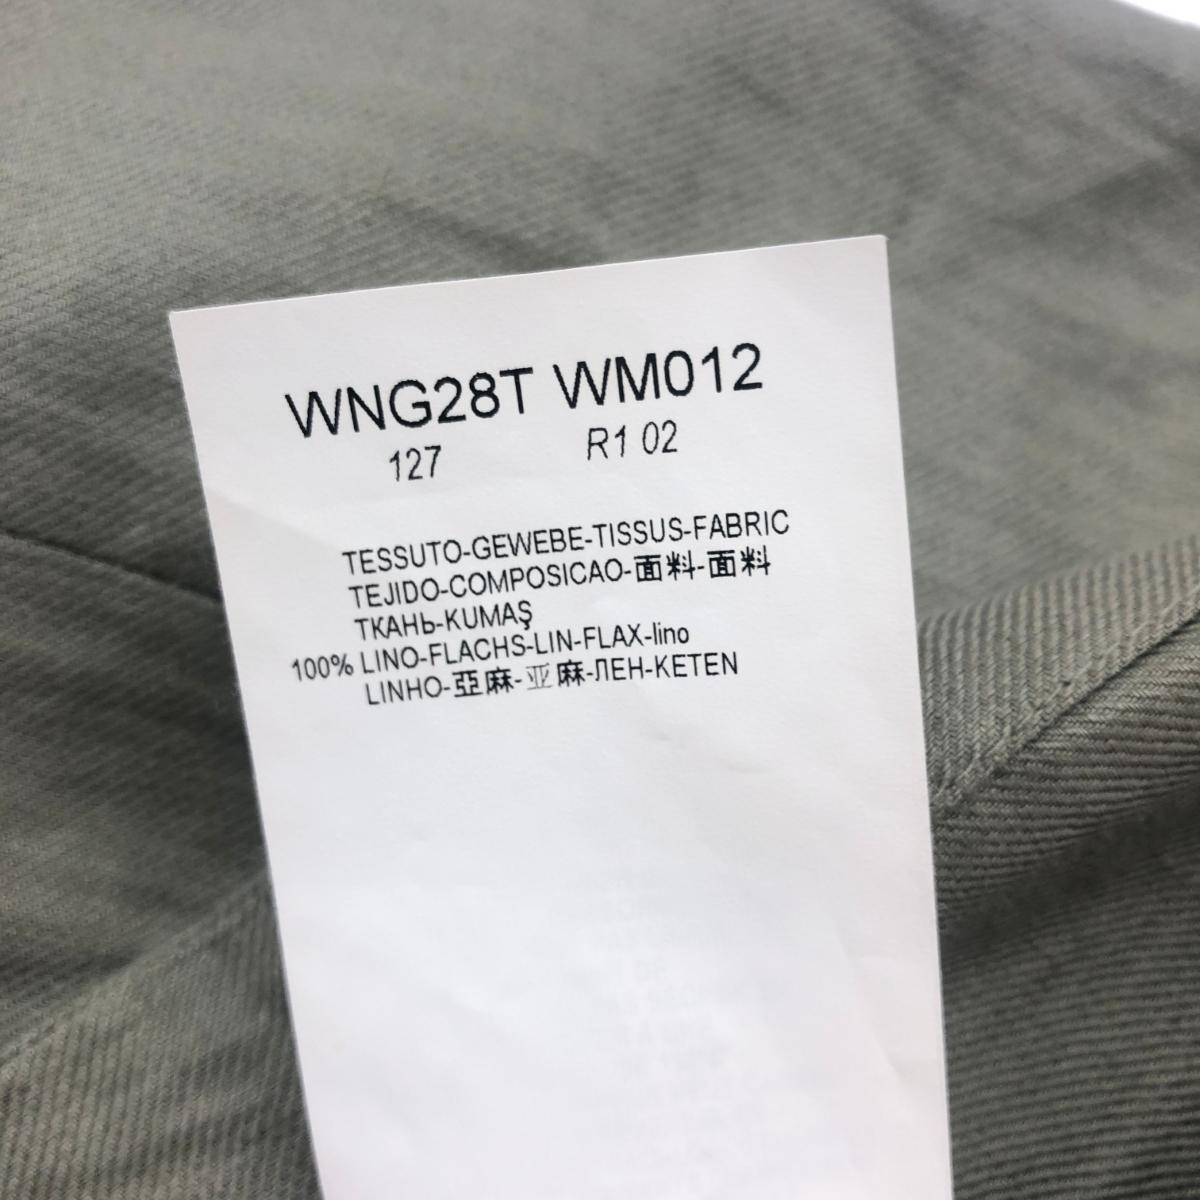 WNG28T WM012
127 R1 02
TESSUTO-GEWEBE-TISSUS-FABRIC
TEJIDO-COMPOSICAO-面料-面料
ТКАНЬ-KUMAŞ
100% LINO-FLACHS-LIN-FLAX-lino
LINHO-亞麻-亚麻-ЛЕН-KETEN